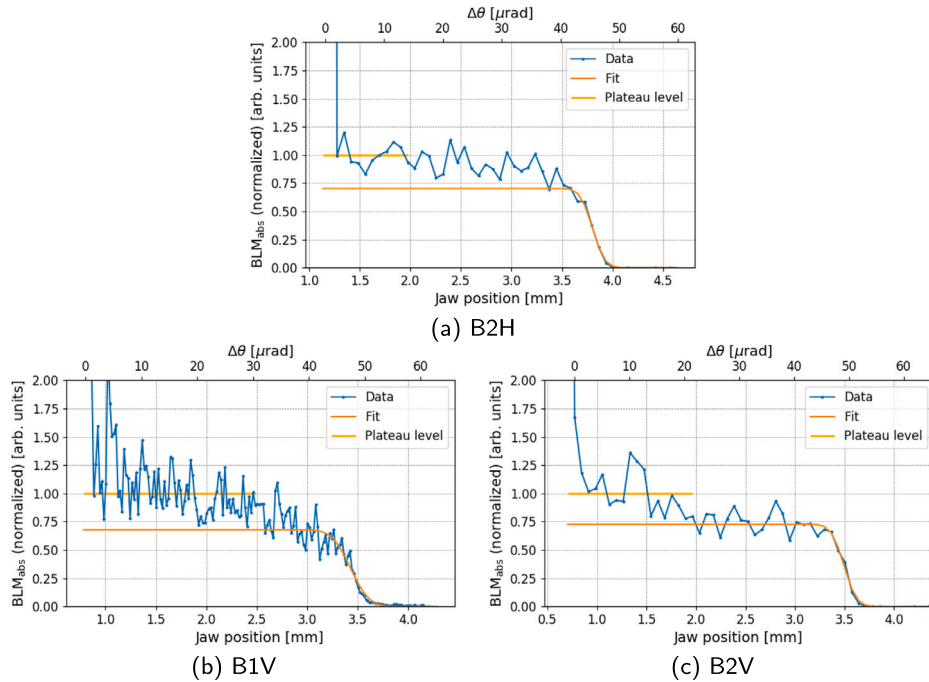 Δθ [μrad]
0 10 20 30 40 50 60
2.00
1.75
1.50
1.25
1.00
0.75
0.50
0.25
0.00
BLM_abs (normalized) [arb. units]
Data
Fit
Plateau level
1.0 1.5 2.0 2.5 3.0 3.5 4.0 4.5
Jaw position [mm]
(a) B2H
Δθ [μrad]
0 10 20 30 40 50 60
2.00
1.75
1.50
1.25
1.00
0.75
0.50
0.25
0.00
BLM_abs (normalized) [arb. units]
Data
Fit
Plateau level
1.0 1.5 2.0 2.5 3.0 3.5 4.0
Jaw position [mm]
(b) B1V
Δθ [μrad]
0 10 20 30 40 50 60
2.00
1.75
1.50
1.25
1.00
0.75
0.50
0.25
0.00
BLM_abs (normalized) [arb. units]
Data
Fit
Plateau level
1.0 1.5 2.0 2.5 3.0 3.5 4.0
Jaw position [mm]
(c) B2V